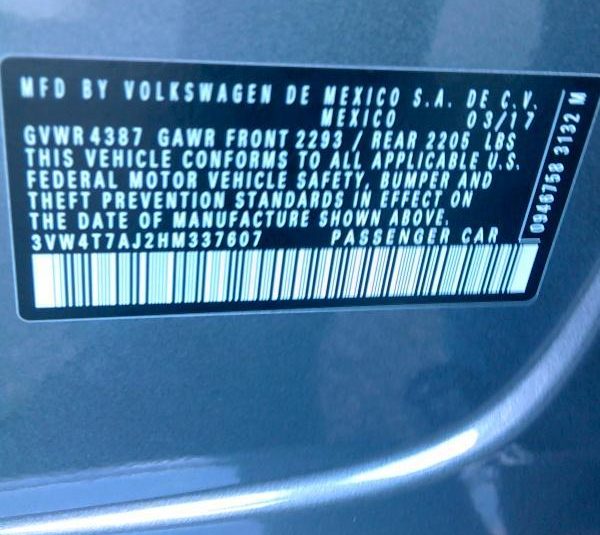 MFD BY VOLKSWAGEN DE MEXICO S.A. DE C.V.
MEXICO 03/17
GVWR 4387 GAWR FRONT 2293 / REAR 2205 LBS
THIS VEHICLE CONFORMS TO ALL APPLICABLE U.S.
FEDERAL MOTOR VEHICLE SAFETY, BUMPER AND
THEFT PREVENTION STANDARDS IN EFFECT ON
THE DATE OF MANUFACTURE SHOWN ABOVE.
3VW4T7AJ2HM337607 PASSENGER CAR
0946758 3132 M